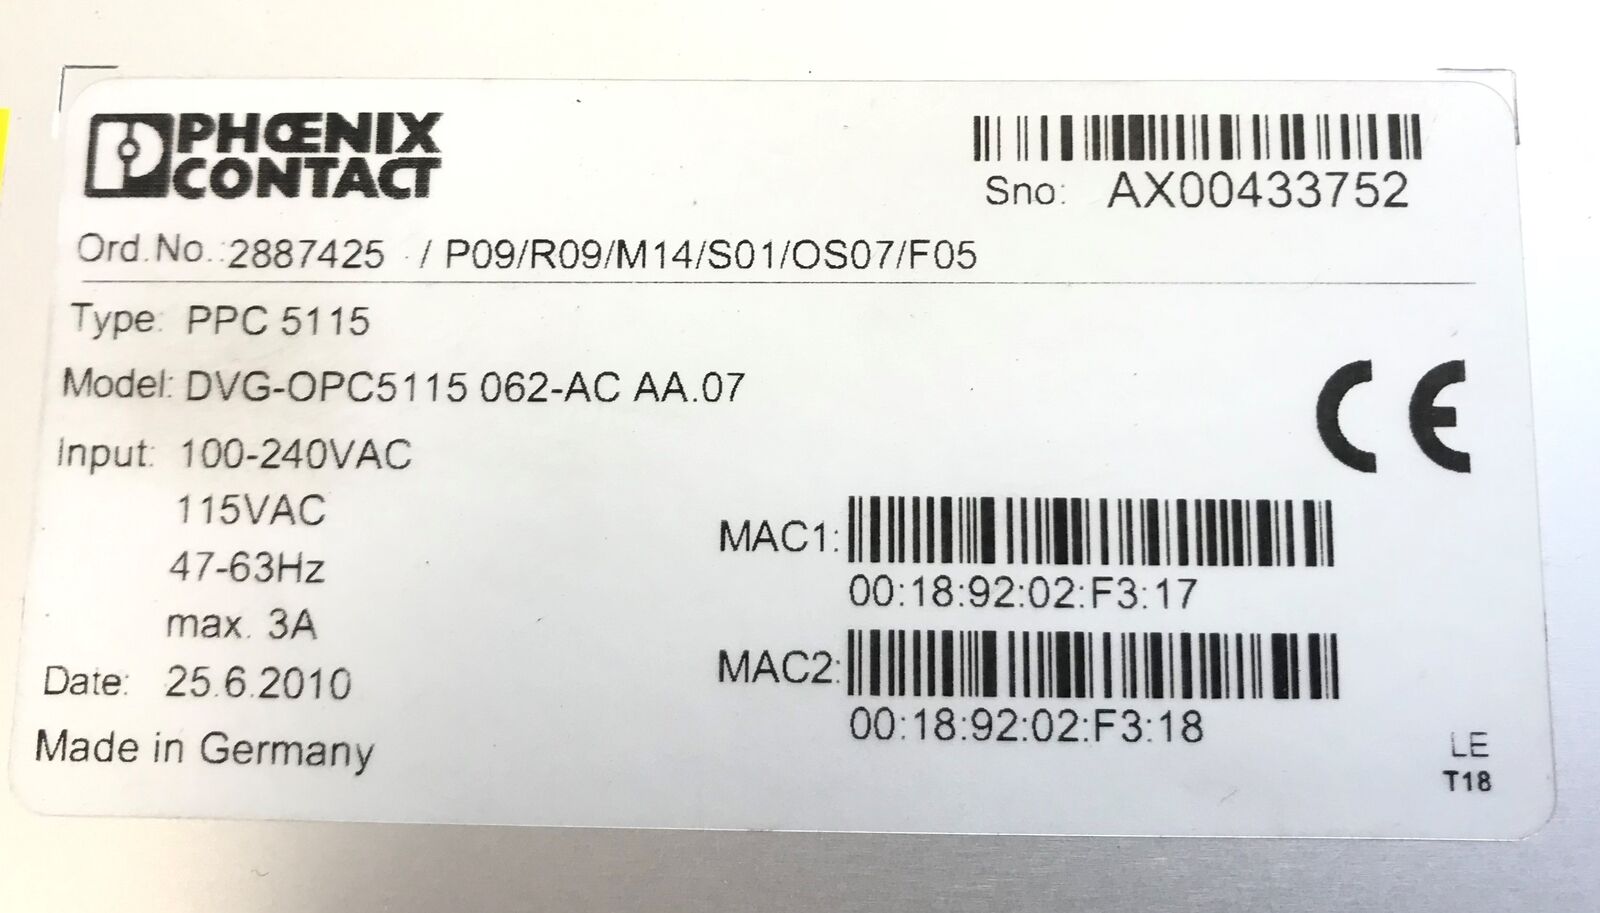 PHŒNIX
CONTACT
Sno: AX00433752
Ord.No.:2887425 / P09/R09/M14/S01/OS07/F05
Type: PPC 5115
Model: DVG-OPC5115 062-AC AA.07
CE
Input: 100-240VAC
115VAC
47-63Hz
max. 3A
MAC1:
00:18:92:02:F3:17
MAC2:
00:18:92:02:F3:18
Date: 25.6.2010
Made in Germany
LE
T18